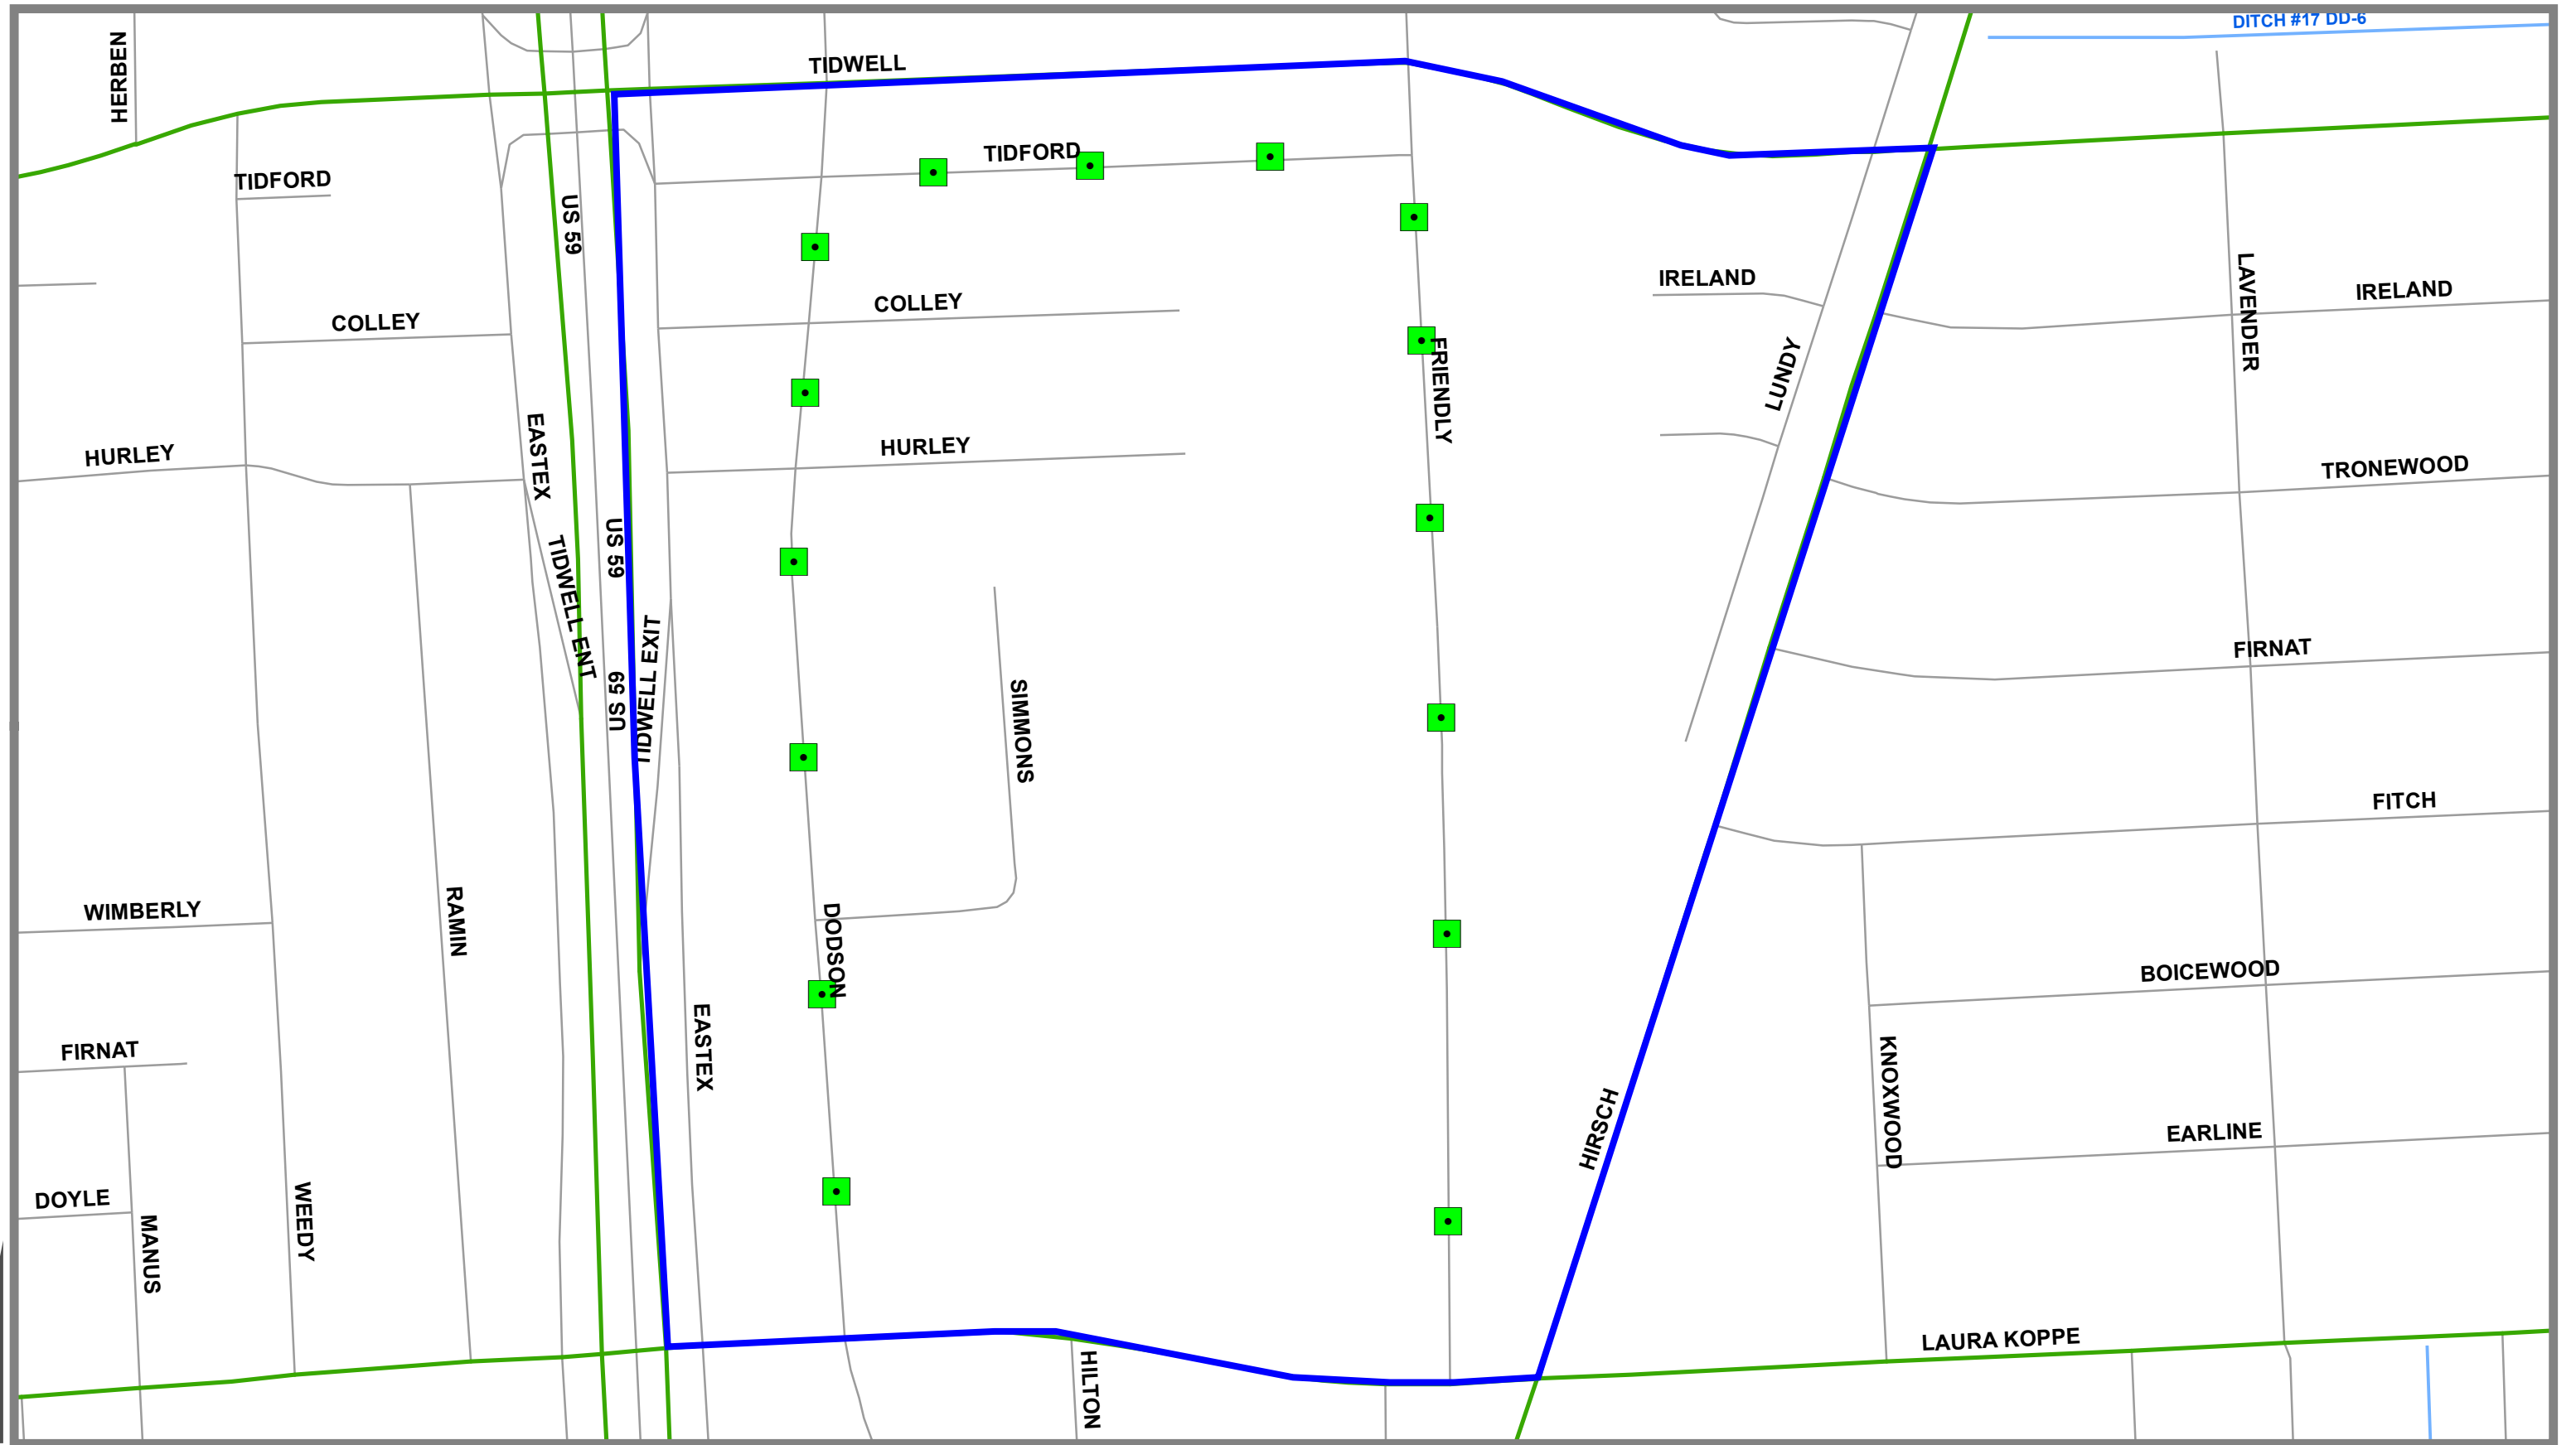 DITCH #17 DD-6
HERBEN
TIDWELL
TIDFORD
TIDFORD
US 59
IRELAND
IRELAND
LAVENDER
COLLEY
COLLEY
FRIENDLY
LUNDY
HURLEY
EASTEX
HURLEY
TRONEWOOD
US 59
TIDWELL ENT
TIDWELL EXIT
US 59
SIMMONS
FIRNAT
FITCH
WIMBERLY
RAMIN
DODSON
BOICEWOOD
FIRNAT
EASTEX
KNOXWOOD
HIRSCH
EARLINE
DOYLE
MANUS
WEEDY
LAURA KOPPE
HILTON